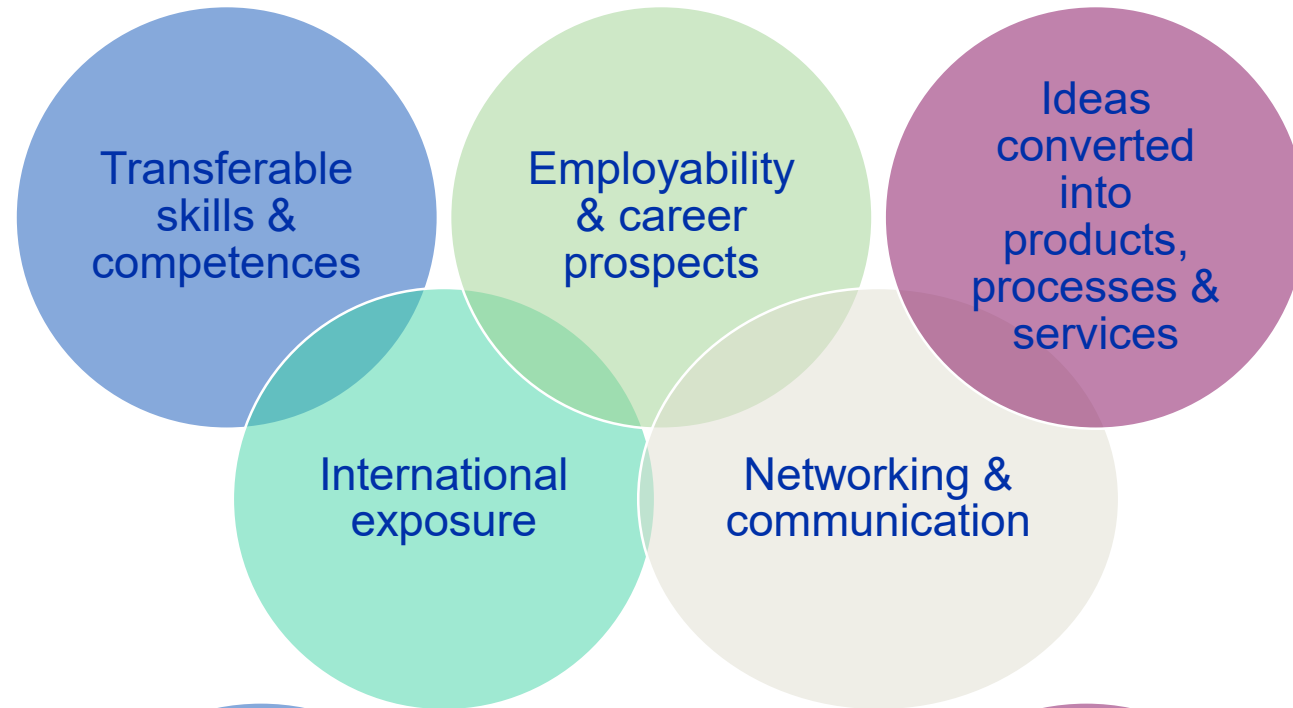 Transferable
skills &
competences
Employability
& career
prospects
Ideas
converted
into
products,
processes &
services
International
exposure
Networking &
communication